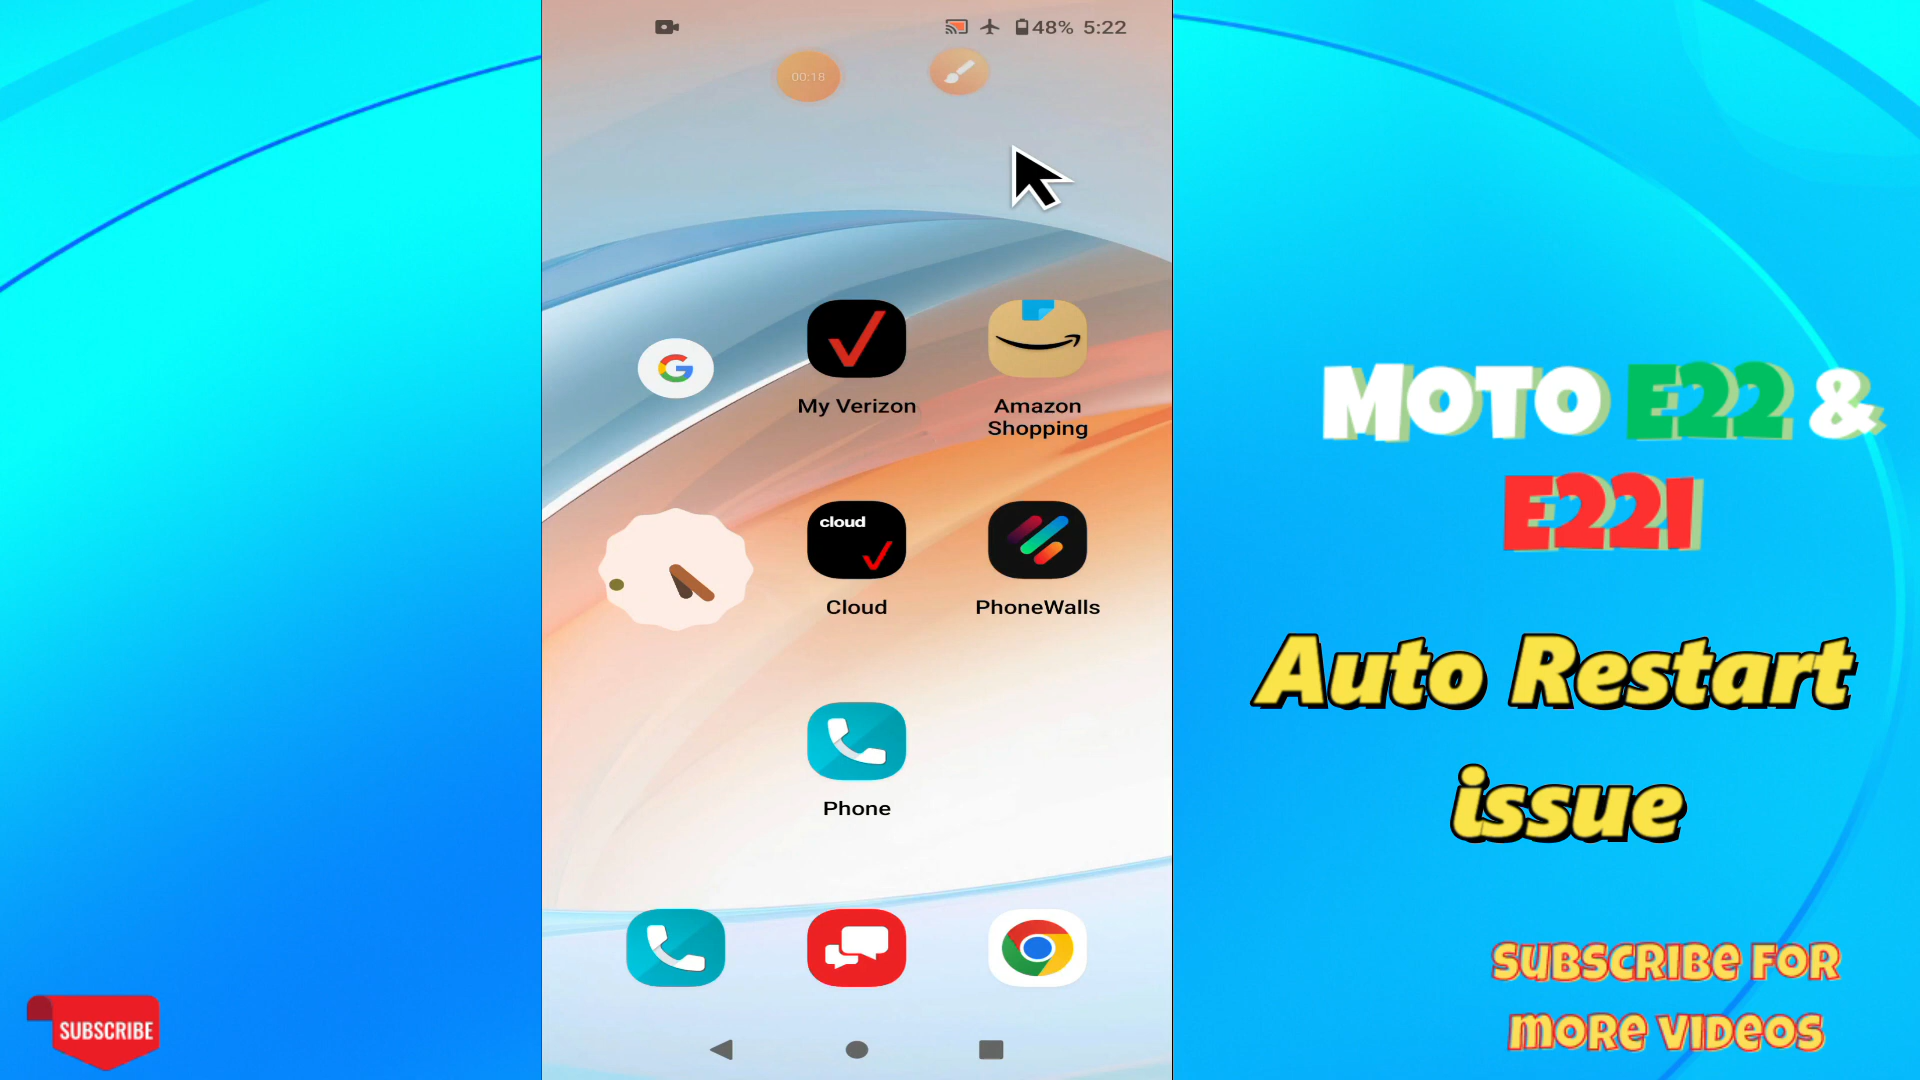 48% 5:22
00:18
My Verizon
Amazon
Shopping
cloud
Cloud
PhoneWalls
Phone
MOTO E22 &
E22I
Auto Restart
issue
SUBSCRIBE FOR
MORE VIDEOS
SUBSCRIBE